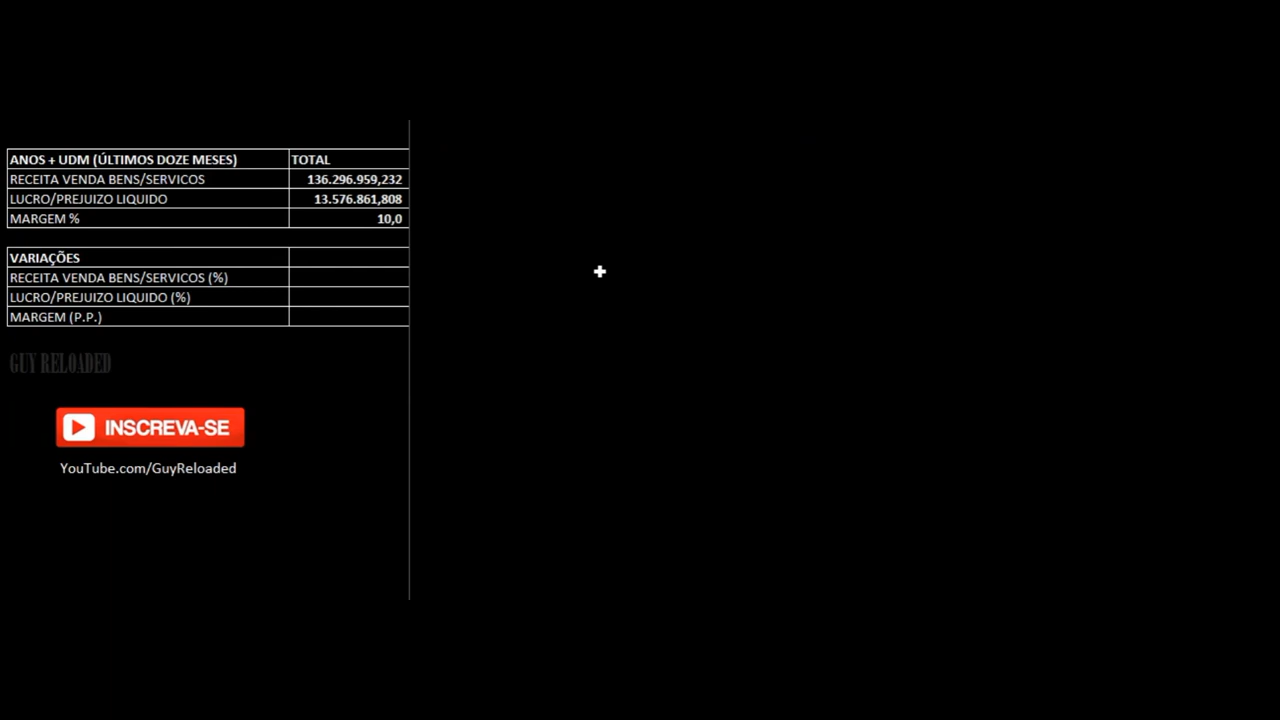 ANOS + UDM (ÚLTIMOS DOZE MESES) TOTAL
RECEITA VENDA BENS/SERVICOS 136.296.959,232
LUCRO/PREJUIZO LIQUIDO 13.576.861,808
MARGEM % 10,0
VARIAÇÕES
RECEITA VENDA BENS/SERVICOS (%)
LUCRO/PREJUIZO LIQUIDO (%)
MARGEM (P.P.)
GUY RELOADED
INSCREVA-SE
YouTube.com/GuyReloaded